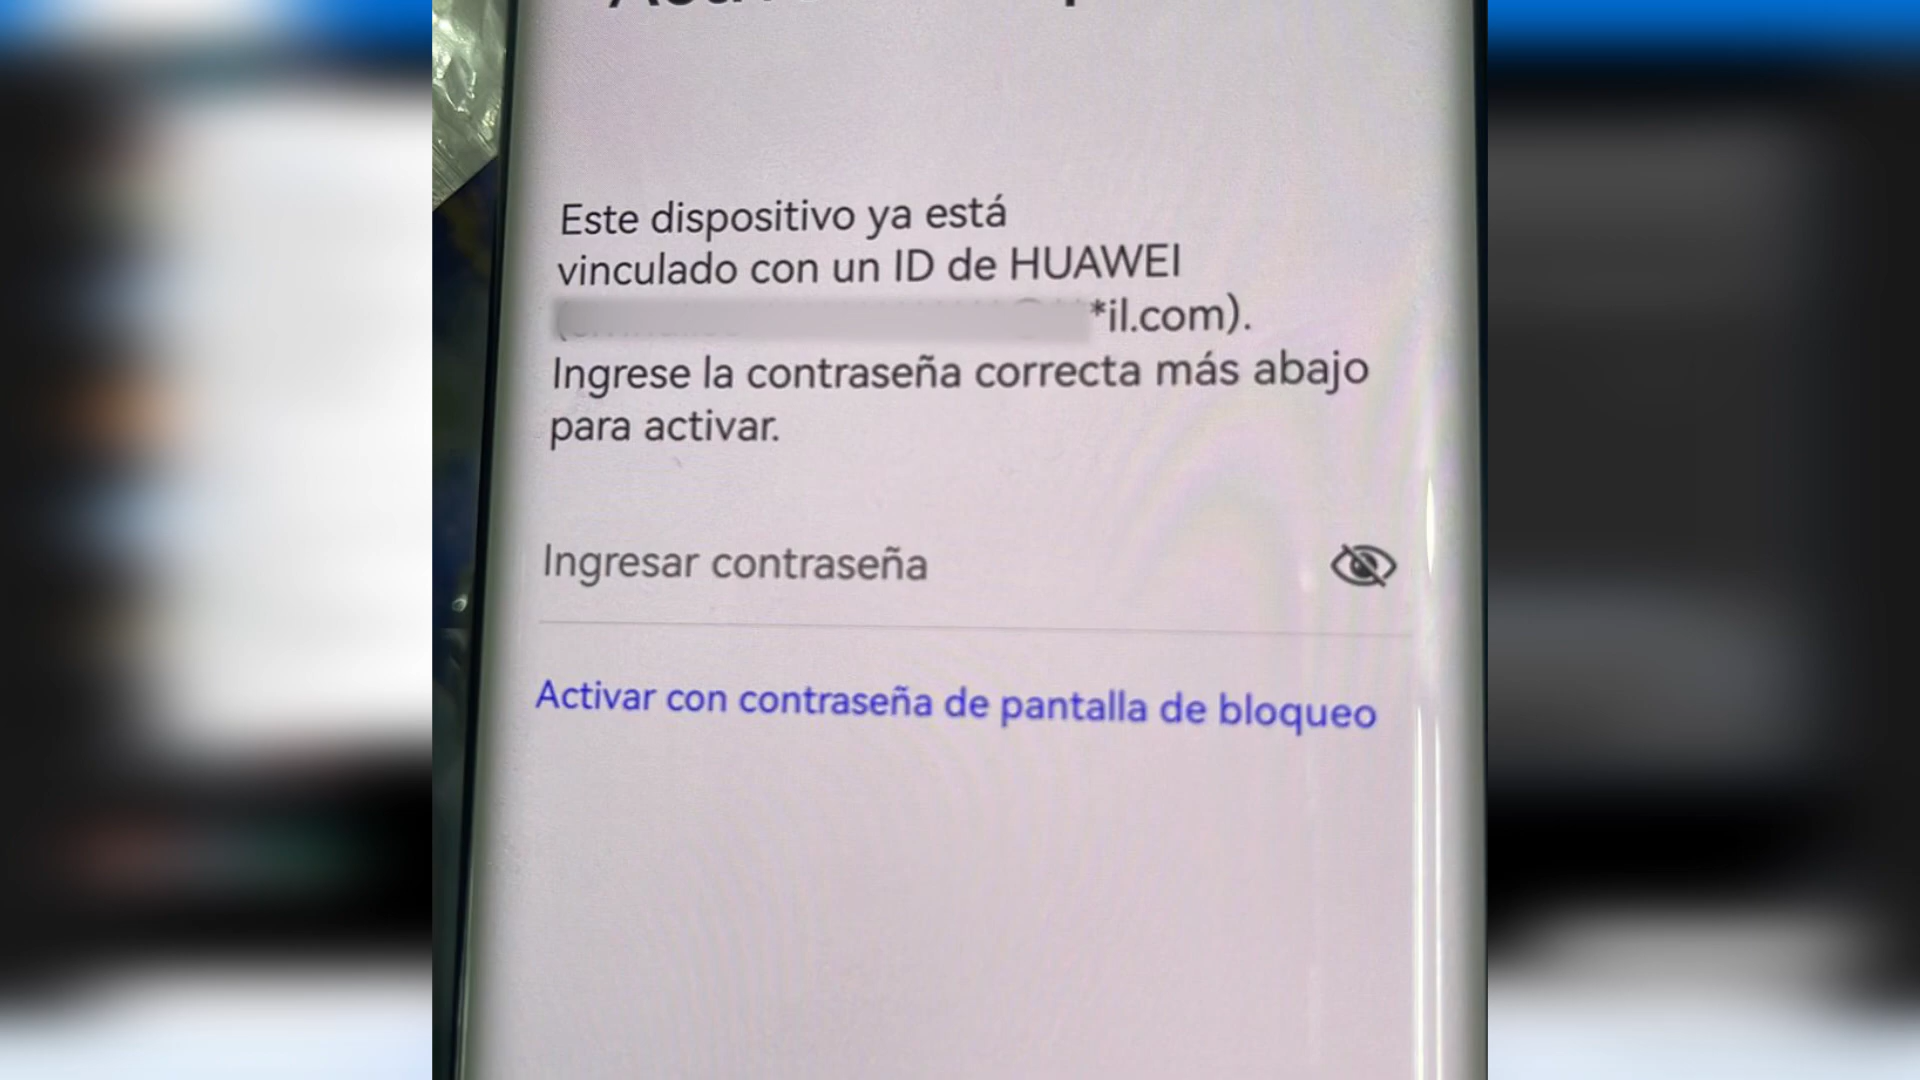 Este dispositivo ya está
vinculado con un ID de HUAWEI
*il.com).
Ingrese la contraseña correcta más abajo
para activar.
Ingresar contraseña
Activar con contraseña de pantalla de bloqueo